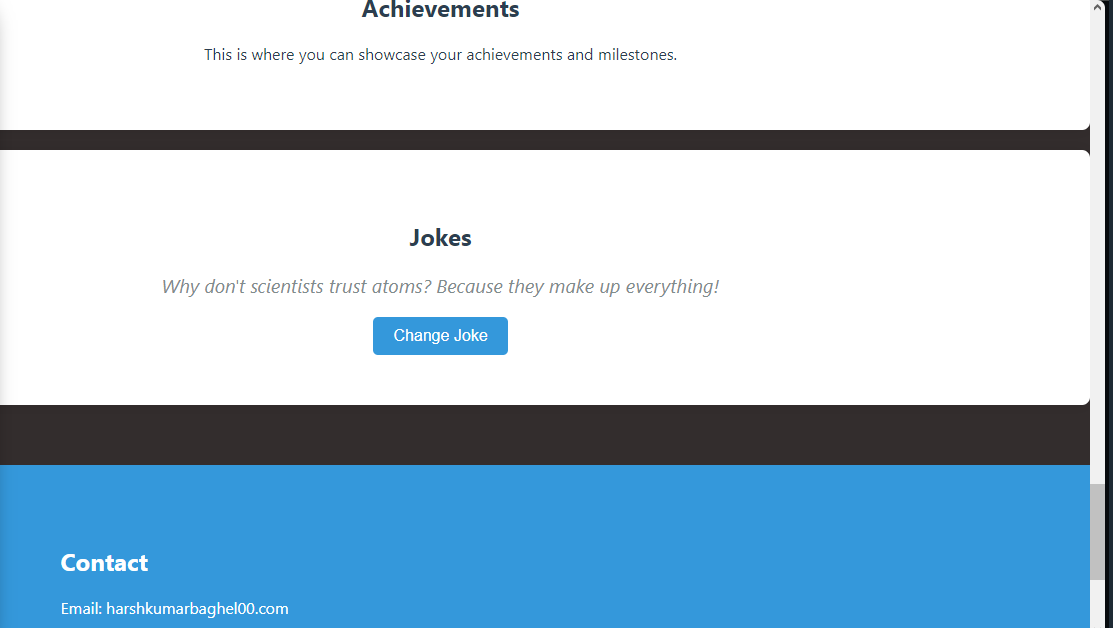 Achievements
This is where you can showcase your achievements and milestones.
Jokes
Why don't scientists trust atoms? Because they make up everything!
Change Joke
Contact
Email: harshkumarbaghel00.com